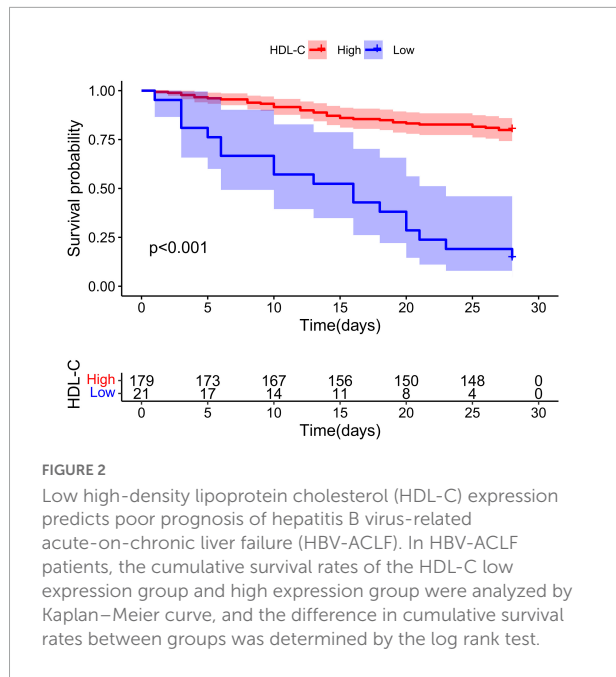 HDL-C High Low
1.00
0.75
0.50
0.25
0.00
Survival probability
p<0.001
0 5 10 15 20 25 30
Time(days)
HDL-C
High 179 173 167 156 150 148 0
Low 21 17 14 11 8 4 0
0 5 10 15 20 25 30
Time(days)
FIGURE 2
Low high-density lipoprotein cholesterol (HDL-C) expression
predicts poor prognosis of hepatitis B virus-related
acute-on-chronic liver failure (HBV-ACLF). In HBV-ACLF
patients, the cumulative survival rates of the HDL-C low
expression group and high expression group were analyzed by
Kaplan–Meier curve, and the difference in cumulative survival
rates between groups was determined by the log rank test.